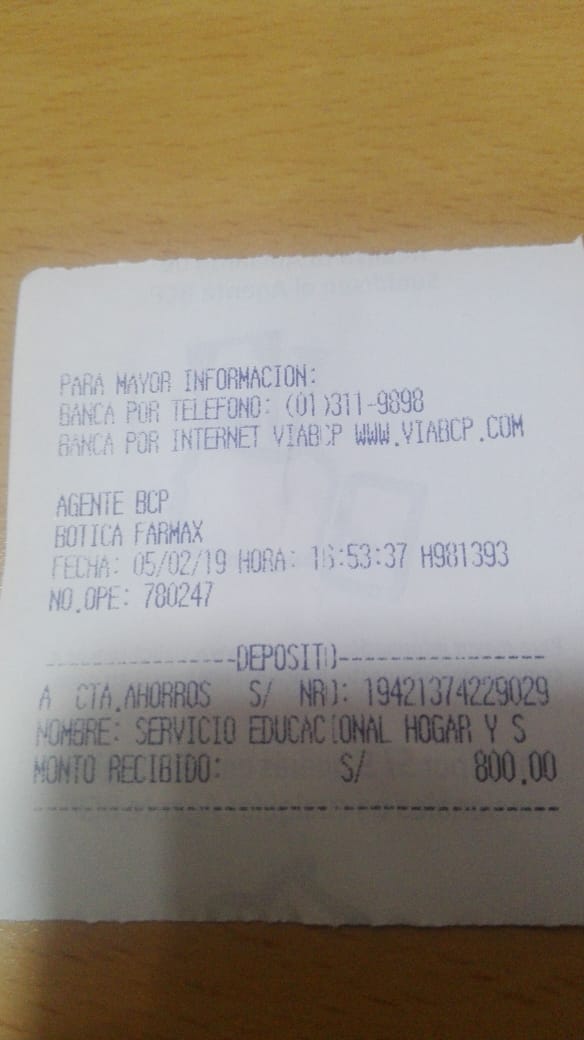 PARA MAYOR INFORMACION:
BANCA POR TELEFONO: (01)311-9898
BANCA POR INTERNET VIABCP WWW.VIABCP.COM
AGENTE BCP
BOTICA FARMAX
FECHA: 05/02/19 HORA: 16:53:37 H981393
NO.OPE: 780247
-------------DEPOSITO--------------
A CTA.AHORROS S/ NRO: 19421374229029
NOMBRE: SERVICIO EDUCACIONAL HOGAR Y S
MONTO RECIBIDO: S/ 800.00